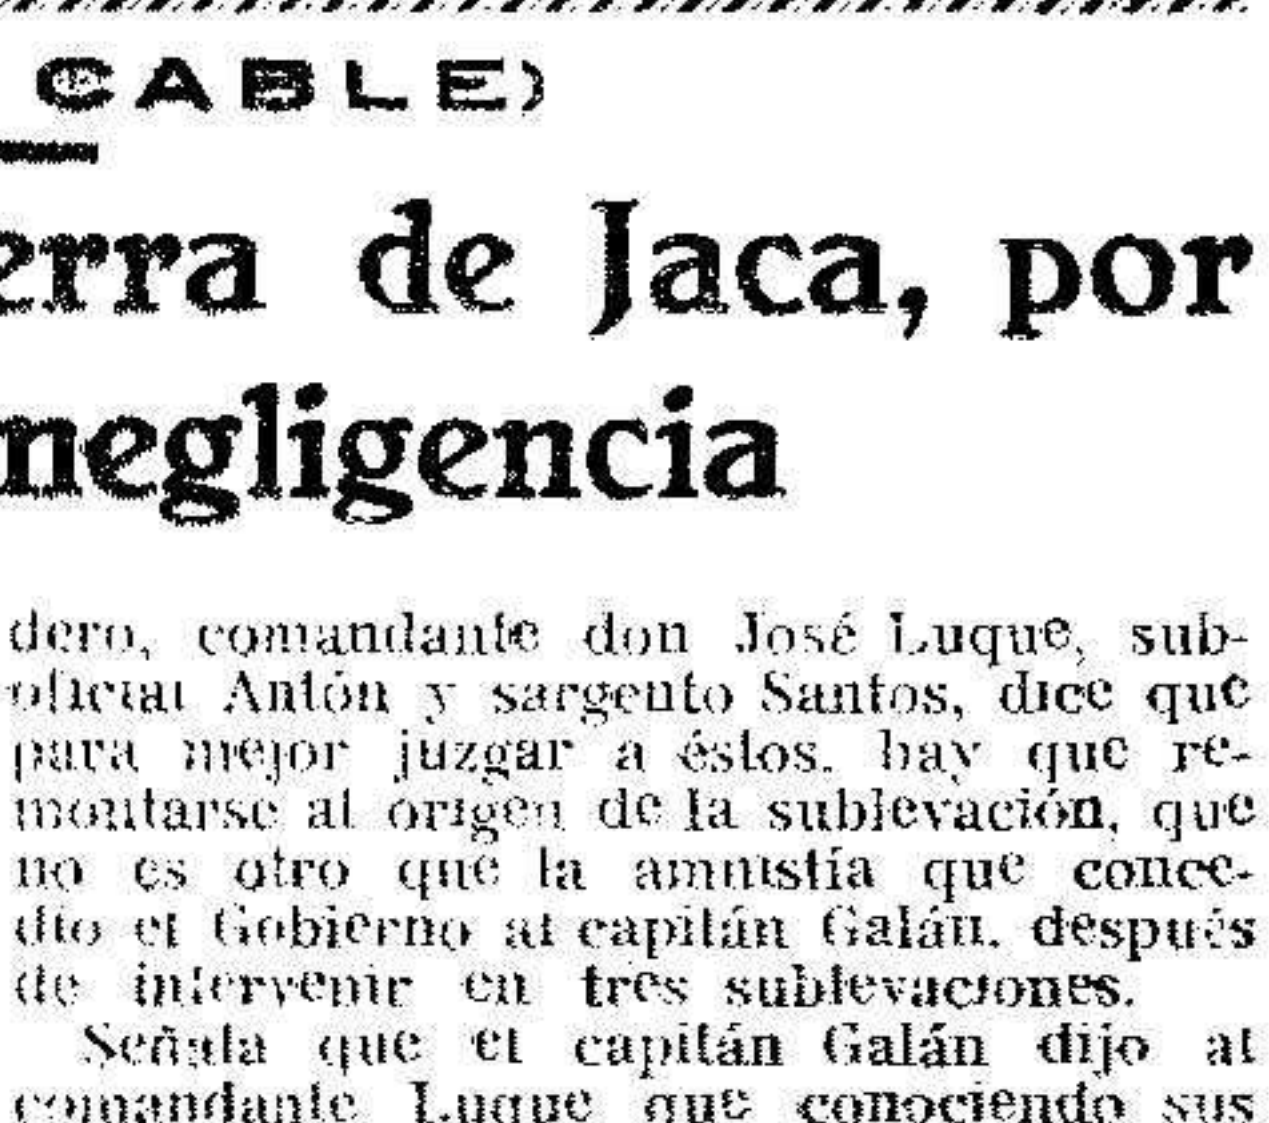 CABLE)
erra de Jaca, por
negligencia
dero, comandante don José Luque, sub-
oficial Antón y sargento Santos, dice que
para mejor juzgar a éstos, hay que re-
montarse al origen de la sublevación, que
no es otro que la amnistía que conce-
dio el Gobierno al capitán Galán, después
de intervenir en tres sublevaciones.
Señala que el capitán Galán dijo al
comandante Luque que conociendo sus